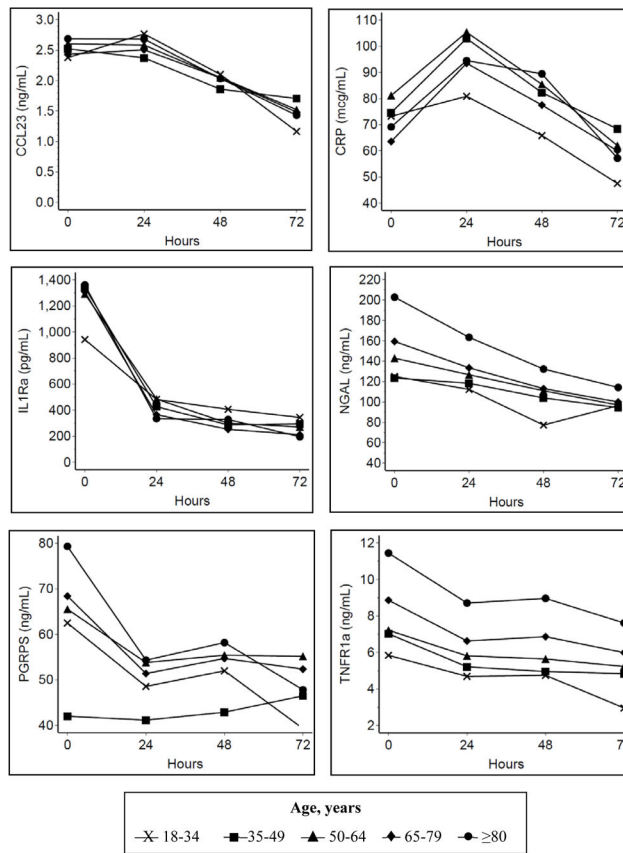 CCL23 (ng/mL)
3.0
2.5
2.0
1.5
1.0
0.5
0.0
0 24 48 72
Hours
CRP (mcg/mL)
110
100
90
80
70
60
50
40
0 24 48 72
Hours
IL1Ra (pg/mL)
1,400
1,200
1,000
800
600
400
200
0
0 24 48 72
Hours
NGAL (ng/mL)
220
200
180
160
140
120
100
80
60
40
0 24 48 72
Hours
PGRPS (ng/mL)
80
70
60
50
40
0 24 48 72
Hours
TNFR1a (ng/mL)
12
10
8
6
4
2
0 24 48 7
Hours
Age, years
18-34 35-49 50-64 65-79 ≥80